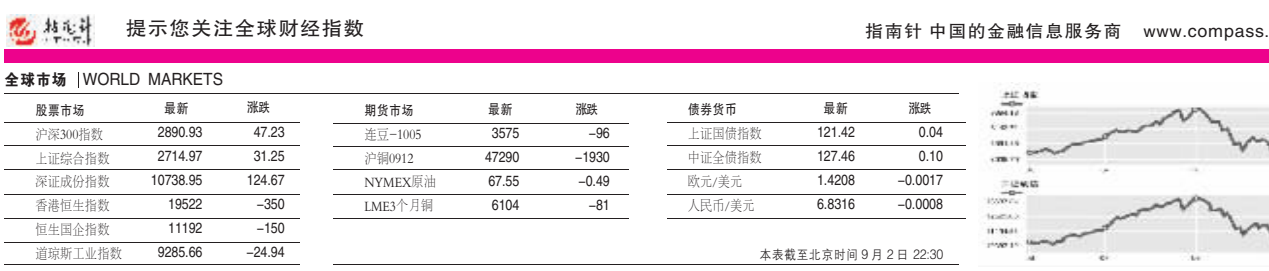 指南针 提示您关注全球财经指数 指南针 中国的金融信息服务商 www.compass.
全球市场 | WORLD MARKETS
股票市场 最新 涨跌
沪深300指数 2890.93 47.23
上证综合指数 2714.97 31.25
深证成份指数 10738.95 124.67
香港恒生指数 19522 −350
恒生国企指数 11192 −150
道琼斯工业指数 9285.66 −24.94
期货市场 最新 涨跌
连豆−1005 3575 −96
沪铜0912 47290 −1930
NYMEX原油 67.55 −0.49
LME3个月铜 6104 −81
债券货币 最新 涨跌
上证国债指数 121.42 0.04
中证全债指数 127.46 0.10
欧元/美元 1.4208 −0.0017
人民币/美元 6.8316 −0.0008
本表截至北京时间 9 月 2 日 22:30